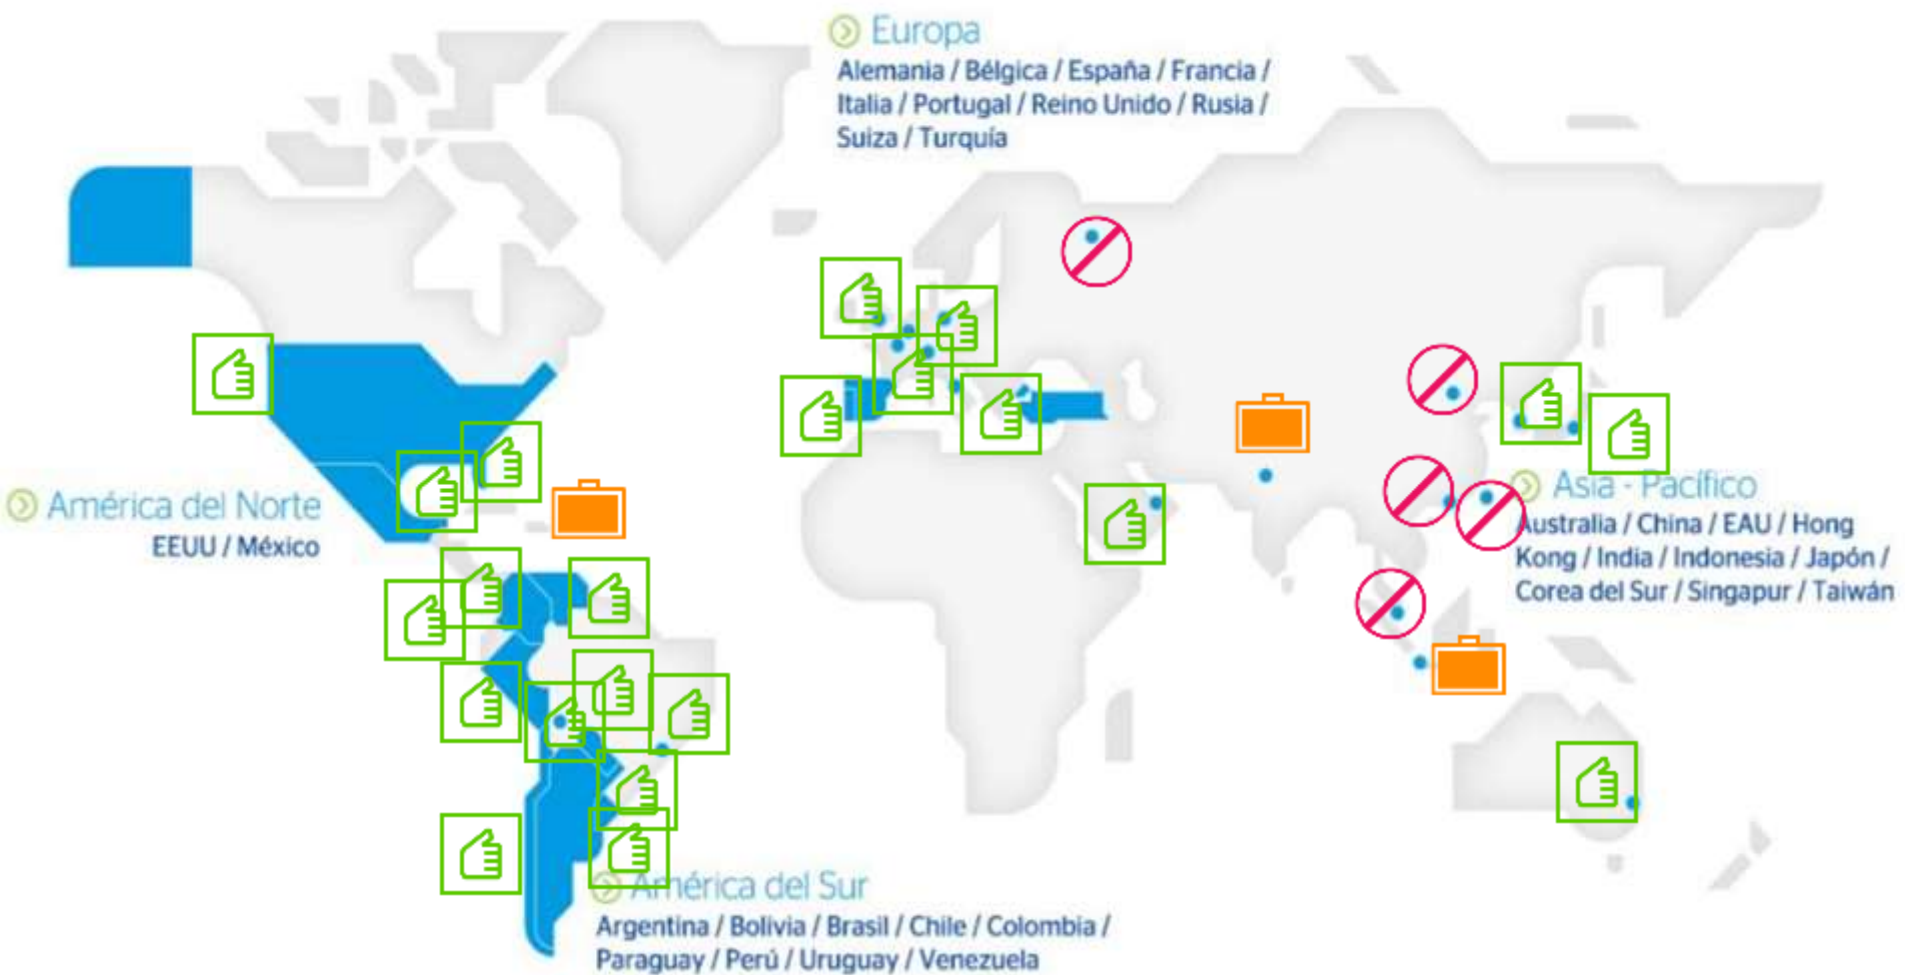 Europa
Alemania / Bélgica / España / Francia /
Italia / Portugal / Reino Unido / Rusia /
Suiza / Turquía
América del Norte
EEUU / México
Asia - Pacífico
Australia / China / EAU / Hong
Kong / India / Indonesia / Japón /
Corea del Sur / Singapur / Taiwán
América del Sur
Argentina / Bolivia / Brasil / Chile / Colombia /
Paraguay / Perú / Uruguay / Venezuela